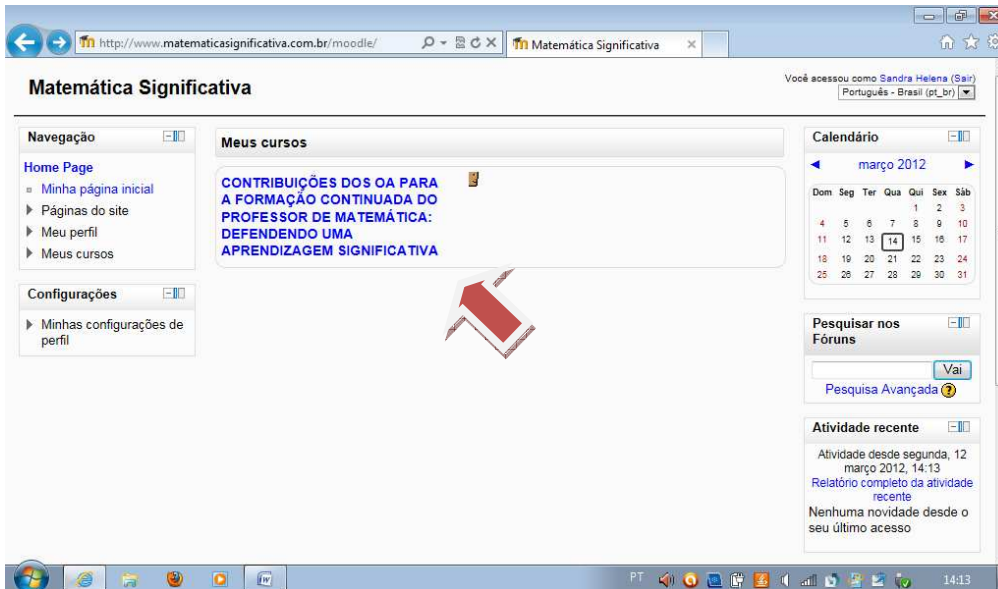 http://www.matematicasignificativa.com.br/moodle/
Matemática Significativa
Matemática Significativa
Você acessou como Sandra Helena (Sair)
Português - Brasil (pt_br)
Navegação
Home Page
Minha página inicial
Páginas do site
Meu perfil
Meus cursos
Configurações
Minhas configurações de
perfil
Meus cursos
CONTRIBUIÇÕES DOS OA PARA
A FORMAÇÃO CONTINUADA DO
PROFESSOR DE MATEMÁTICA:
DEFENDENDO UMA
APRENDIZAGEM SIGNIFICATIVA
Calendário
março 2012
Dom Seg Ter Qua Qui Sex Sáb
1 2 3
4 5 6 7 8 9 10
11 12 13 14 15 16 17
18 19 20 21 22 23 24
25 26 27 28 29 30 31
Pesquisar nos
Fóruns
Vai
Pesquisa Avançada ?
Atividade recente
Atividade desde segunda, 12
março 2012, 14:13
Relatório completo da atividade
recente
Nenhuma novidade desde o
seu último acesso
PT
14:13